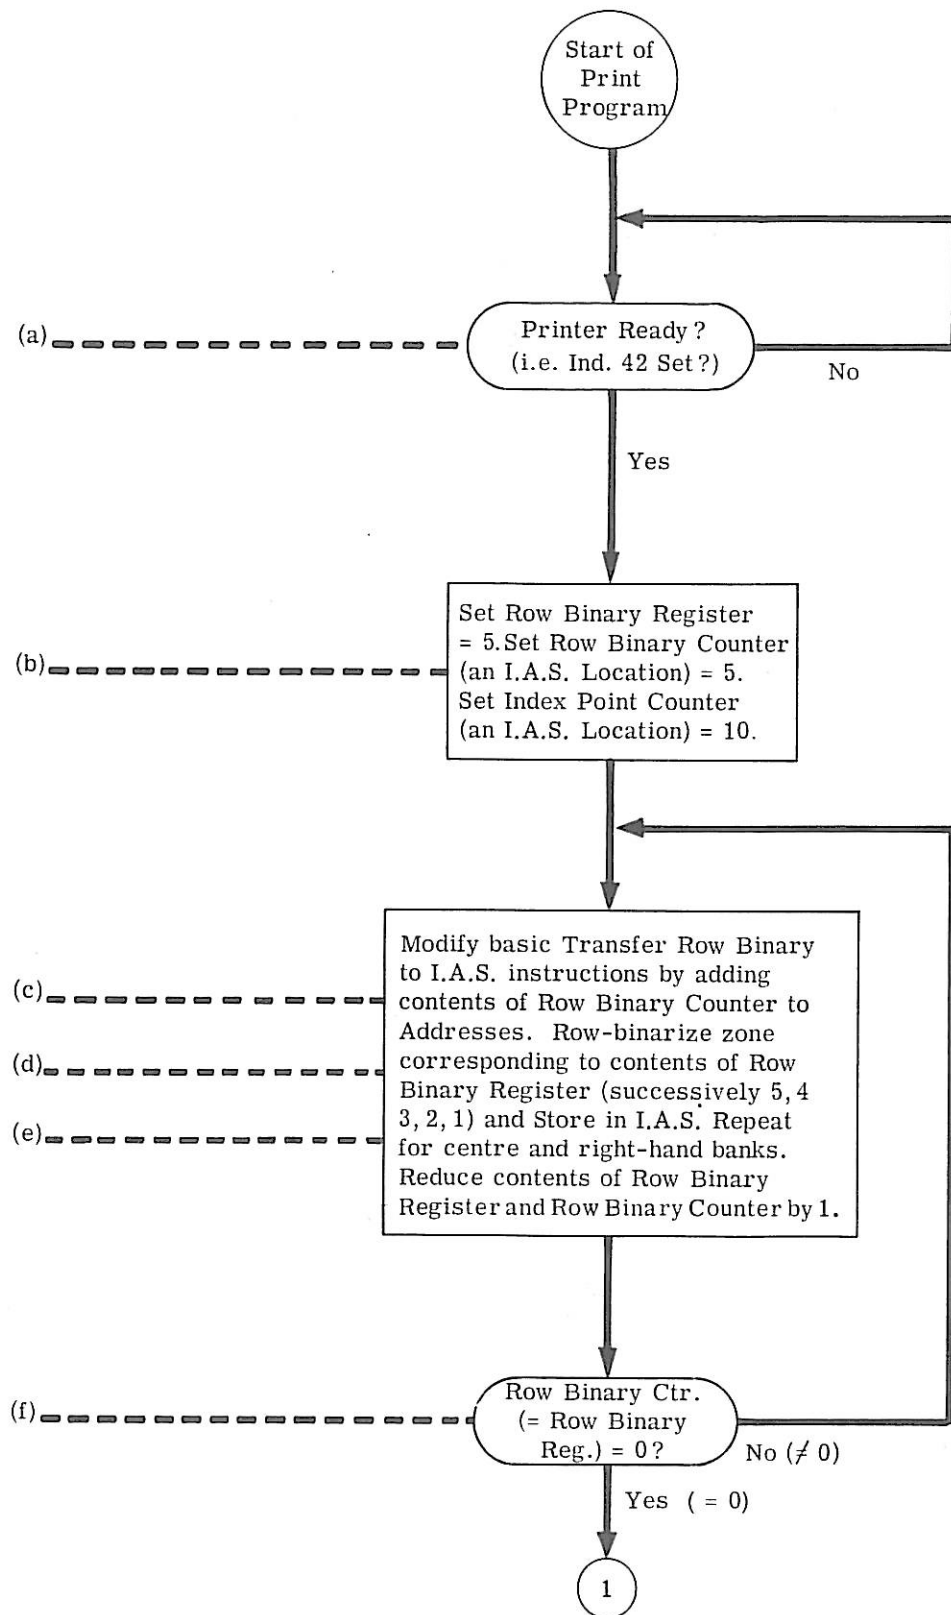 Start of
Print
Program
(a)
Printer Ready?
(i.e. Ind. 42 Set?)
No
Yes
(b)
Set Row Binary Register
= 5. Set Row Binary Counter
(an I.A.S. Location) = 5.
Set Index Point Counter
(an I.A.S. Location) = 10.
(c)
(d)
(e)
Modify basic Transfer Row Binary
to I.A.S. instructions by adding
contents of Row Binary Counter to
Addresses. Row-binarize zone
corresponding to contents of Row
Binary Register (successively 5, 4
3, 2, 1) and Store in I.A.S. Repeat
for centre and right-hand banks.
Reduce contents of Row Binary
Register and Row Binary Counter by 1.
(f)
Row Binary Ctr.
(= Row Binary
Reg.) = 0?
No (≠ 0)
Yes ( = 0)
1